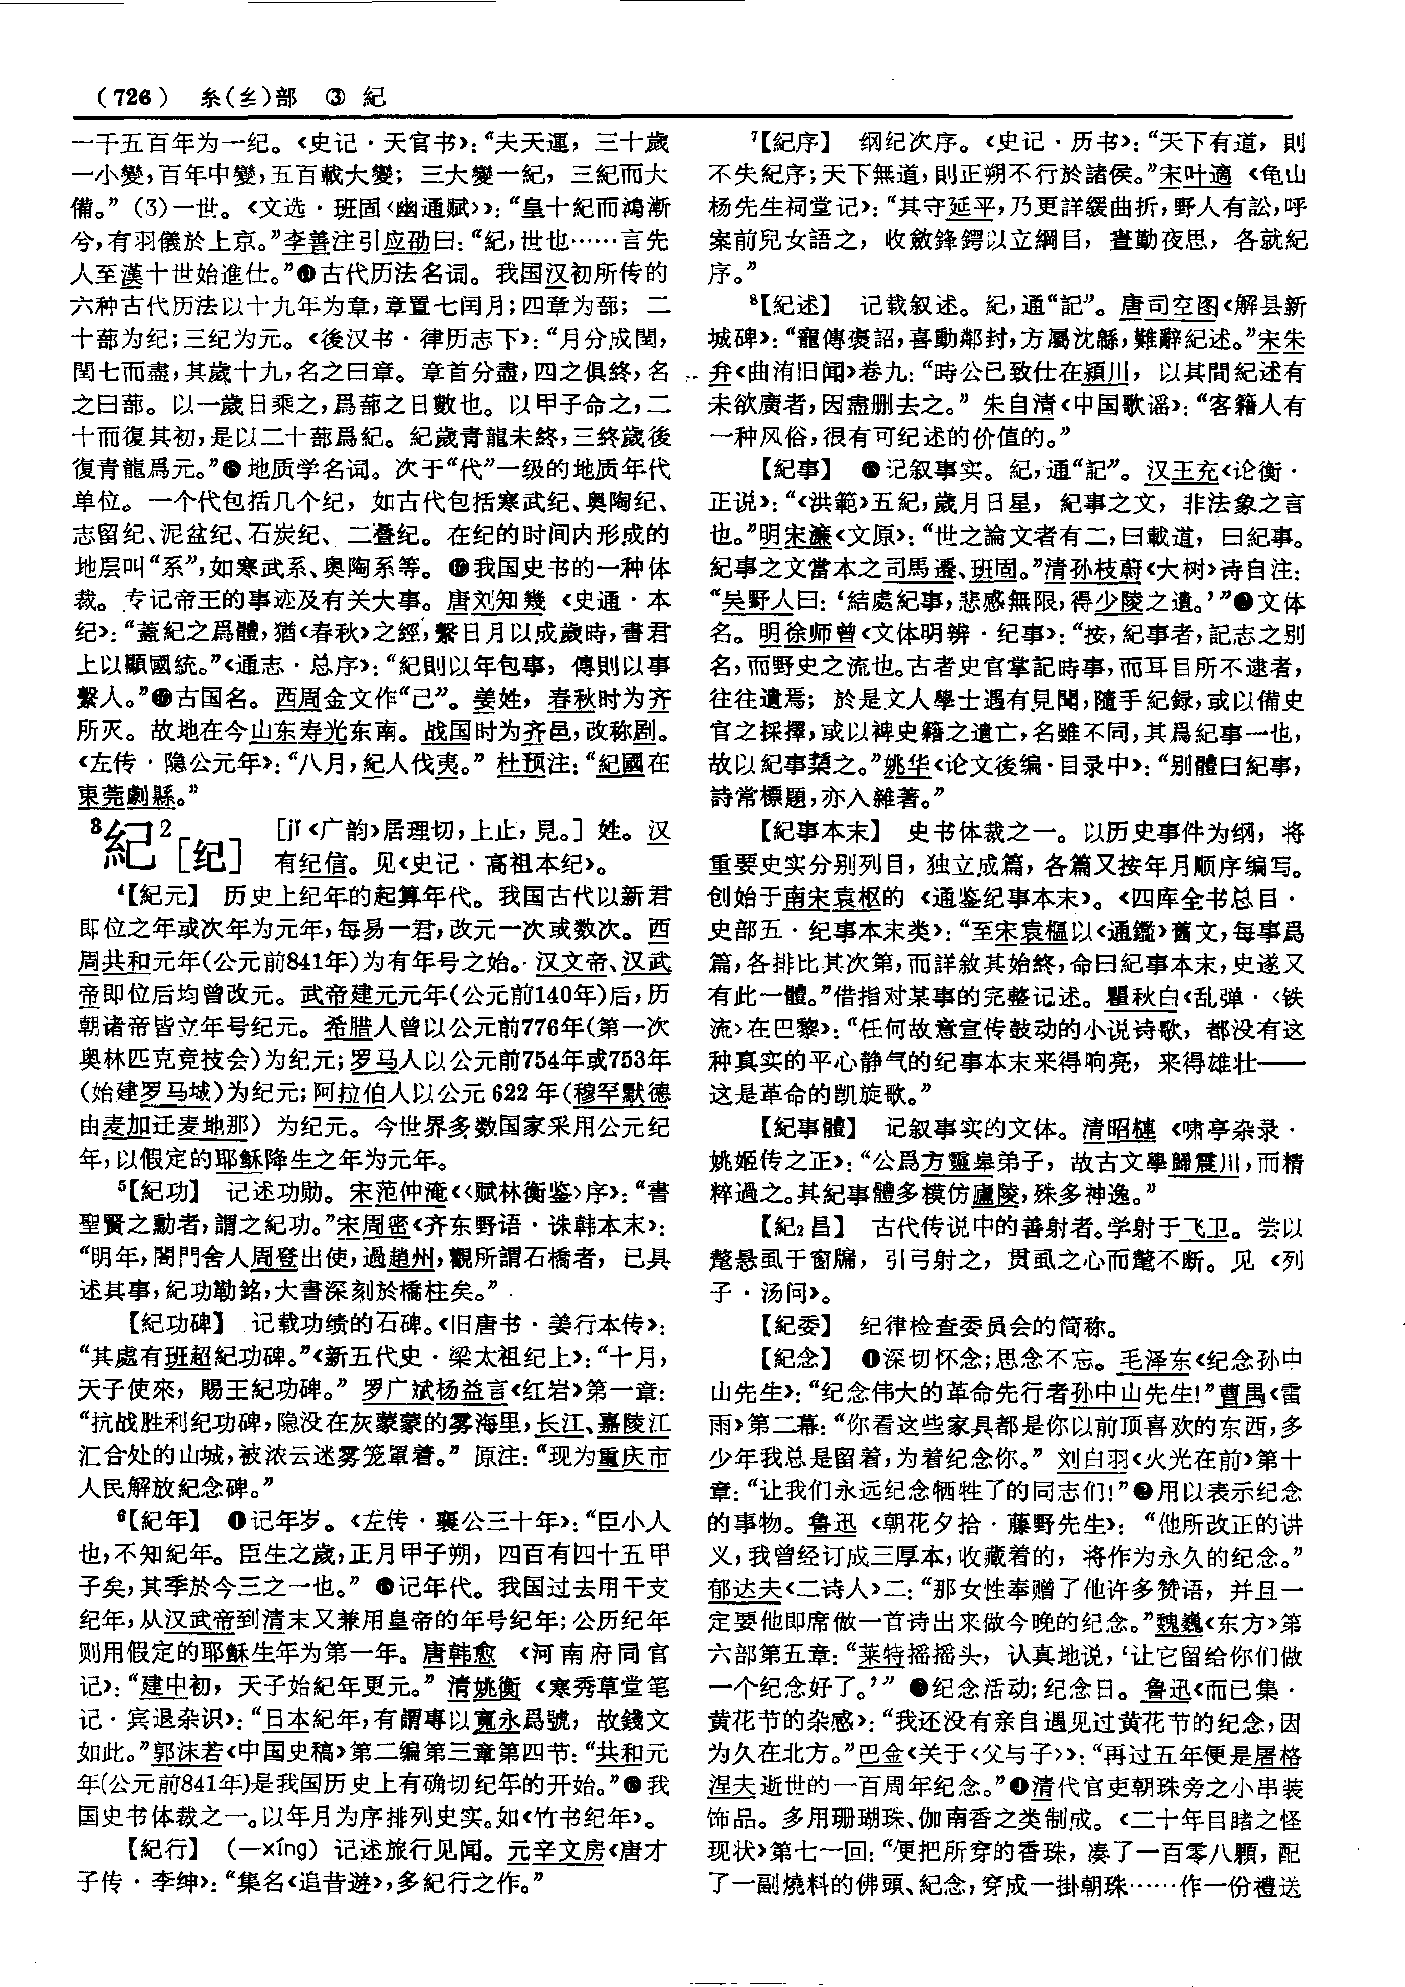 (726) 糸(糹)部 ③ 紀
一千五百年为一纪。《史记·天官书》：“夫天運，三十歲
一小變，百年中變，五百載大變；三大變一紀，三紀而大
備。”(3)一世。《文选·班固〈幽通赋〉》：“皇十紀而鴻漸
兮，有羽儀於上京。”李善注引应劭曰：“紀，世也……言先
人至漢十世始進仕。”⓮古代历法名词。我国汉初所传的
六种古代历法以十九年为章，章置七闰月；四章为蔀；二
十蔀为纪；三纪为元。《後汉书·律历志下》：“月分成閏，
閏七而盡，其歲十九，名之曰章。章首分盡，四之俱終，名
之曰蔀。以一歲日乘之，爲蔀之日數也。以甲子命之，二
十而復其初，是以二十蔀爲紀。紀歲青龍未終，三終歲後
復青龍爲元。”⓯地质学名词。次于“代”一级的地质年代
单位。一个代包括几个纪，如古代包括寒武纪、奥陶纪、
志留纪、泥盆纪、石炭纪、二叠纪。在纪的时间内形成的
地层叫“系”，如寒武系、奥陶系等。⓰我国史书的一种体
裁。专记帝王的事迹及有关大事。唐刘知幾《史通·本
纪》：“蓋紀之爲體，猶《春秋》之經，繫日月以成歲時，書君
上以顯國統。”《通志·总序》：“紀則以年包事，傳則以事
繫人。”⓱古国名。西周金文作“己”。姜姓，春秋时为齐
所灭。故地在今山东寿光东南。战国时为齐邑，改称剧。
《左传·隐公元年》：“八月，紀人伐夷。”杜预注：“紀國在
東莞劇縣。”
3紀2[纪] [jǐ《广韵》居理切，上止，見。] 姓。汉
有纪信。见《史记·高祖本纪》。
4【紀元】 历史上纪年的起算年代。我国古代以新君
即位之年或次年为元年，每易一君，改元一次或数次。西
周共和元年(公元前841年)为有年号之始。汉文帝、汉武
帝即位后均曾改元。武帝建元元年(公元前140年)后，历
朝诸帝皆立年号纪元。希腊人曾以公元前776年(第一次
奥林匹克竞技会)为纪元；罗马人以公元前754年或753年
(始建罗马城)为纪元；阿拉伯人以公元622年(穆罕默德
由麦加迁麦地那)为纪元。今世界多数国家采用公元纪
年，以假定的耶稣降生之年为元年。
5【紀功】 记述功勋。宋范仲淹《〈赋林衡鉴〉序》：“書
聖賢之勳者，謂之紀功。”宋周密《齐东野语·诛韩本末》：
“明年，閤門舍人周登出使，過趙州，觀所謂石橋者，已具
述其事，紀功勒銘，大書深刻於橋柱矣。”
【紀功碑】 记载功绩的石碑。《旧唐书·姜行本传》：
“其處有班超紀功碑。”《新五代史·梁太祖纪上》：“十月，
天子使來，賜王紀功碑。”罗广斌杨益言《红岩》第一章：
“抗战胜利纪功碑，隐没在灰蒙蒙的雾海里，长江、嘉陵江
汇合处的山城，被浓云迷雾笼罩着。”原注：“现为重庆市
人民解放紀念碑。”
6【紀年】 ❶记年岁。《左传·襄公三十年》：“臣小人
也，不知紀年。臣生之歲，正月甲子朔，四百有四十五甲
子矣，其季於今三之一也。”❷记年代。我国过去用干支
纪年，从汉武帝到清末又兼用皇帝的年号纪年；公历纪年
则用假定的耶稣生年为第一年。唐韩愈《河南府同官
记》：“建中初，天子始紀年更元。”清姚衡《寒秀草堂笔
记·宾退杂识》：“日本紀年，有謂專以寬永爲號，故錢文
如此。”郭沫若《中国史稿》第二编第三章第四节：“共和元
年(公元前841年)是我国历史上有确切纪年的开始。”❸我
国史书体裁之一。以年月为序排列史实。如《竹书纪年》。
【紀行】 (—xíng) 记述旅行见闻。元辛文房《唐才
子传·李绅》：“集名《追昔遊》，多紀行之作。”
7【紀序】 纲纪次序。《史记·历书》：“天下有道，則
不失紀序；天下無道，則正朔不行於諸侯。”宋叶適《龟山
杨先生祠堂记》：“其守延平，乃更詳緩曲折，野人有訟，呼
案前兒女語之，收斂鋒鍔以立綱目，晝勤夜思，各就紀
序。”
8【紀述】 记载叙述。紀，通“記”。唐司空图《解县新
城碑》：“寵傳褒詔，喜動鄰封，方屬沈緜，難辭紀述。”宋朱
弁《曲洧旧闻》卷九：“時公已致仕在潁川，以其間紀述有
未欲廣者，因盡删去之。”朱自清《中国歌谣》：“客籍人有
一种风俗，很有可纪述的价值的。”
【紀事】 ❶记叙事实。紀，通“記”。汉王充《论衡·
正说》：“《洪範》五紀，歲月日星，紀事之文，非法象之言
也。”明宋濂《文原》：“世之論文者有二，曰載道，曰紀事。
紀事之文當本之司馬遷、班固。”清孙枝蔚《大树》诗自注：
“吴野人曰：‘結處紀事，悲感無限，得少陵之遺。’”❷文体
名。明徐师曾《文体明辨·纪事》：“按，紀事者，記志之别
名，而野史之流也。古者史官掌記時事，而耳目所不逮者，
往往遺焉；於是文人學士遇有見聞，隨手紀録，或以備史
官之採擇，或以裨史籍之遺亡，名雖不同，其爲紀事一也，
故以紀事槩之。”姚华《论文後编·目录中》：“别體曰紀事，
詩常標題，亦入雜著。”
【紀事本末】 史书体裁之一。以历史事件为纲，将
重要史实分别列目，独立成篇，各篇又按年月顺序编写。
创始于南宋袁枢的《通鉴纪事本末》。《四库全书总目·
史部五·纪事本末类》：“至宋袁樞以《通鑑》舊文，每事爲
篇，各排比其次第，而詳敘其始終，命曰紀事本末，史遂又
有此一體。”借指对某事的完整记述。瞿秋白《乱弹·〈铁
流〉在巴黎》：“任何故意宣传鼓动的小说诗歌，都没有这
种真实的平心静气的纪事本末来得响亮，来得雄壮——
这是革命的凯旋歌。”
【紀事體】 记叙事实的文体。清昭槤《啸亭杂录·
姚姬传之正》：“公爲方靈皋弟子，故古文學歸震川，而精
粹過之。其紀事體多模仿廬陵，殊多神逸。”
【紀2昌】 古代传说中的善射者。学射于飞卫。尝以
氂悬虱于窗牖，引弓射之，贯虱之心而氂不断。见《列
子·汤问》。
【紀委】 纪律检查委员会的简称。
【紀念】 ❶深切怀念；思念不忘。毛泽东《纪念孙中
山先生》：“纪念伟大的革命先行者孙中山先生！”曹禺《雷
雨》第二幕：“你看这些家具都是你以前顶喜欢的东西，多
少年我总是留着，为着纪念你。”刘白羽《火光在前》第十
章：“让我们永远纪念牺牲了的同志们！”❷用以表示纪念
的事物。鲁迅《朝花夕拾·藤野先生》：“他所改正的讲
义，我曾经订成三厚本，收藏着的，将作为永久的纪念。”
郁达夫《二诗人》二：“那女性奉赠了他许多赞语，并且一
定要他即席做一首诗出来做今晚的纪念。”魏巍《东方》第
六部第五章：“莱特摇摇头，认真地说，‘让它留给你们做
一个纪念好了。’”❸纪念活动；纪念日。鲁迅《而已集·
黄花节的杂感》：“我还没有亲自遇见过黄花节的纪念，因
为久在北方。”巴金《关于〈父与子〉》：“再过五年便是屠格
涅夫逝世的一百周年纪念。”❹清代官吏朝珠旁之小串装
饰品。多用珊瑚珠、伽南香之类制成。《二十年目睹之怪
现状》第七一回：“便把所穿的香珠，凑了一百零八顆，配
了一副燒料的佛頭、紀念，穿成一掛朝珠……作一份禮送